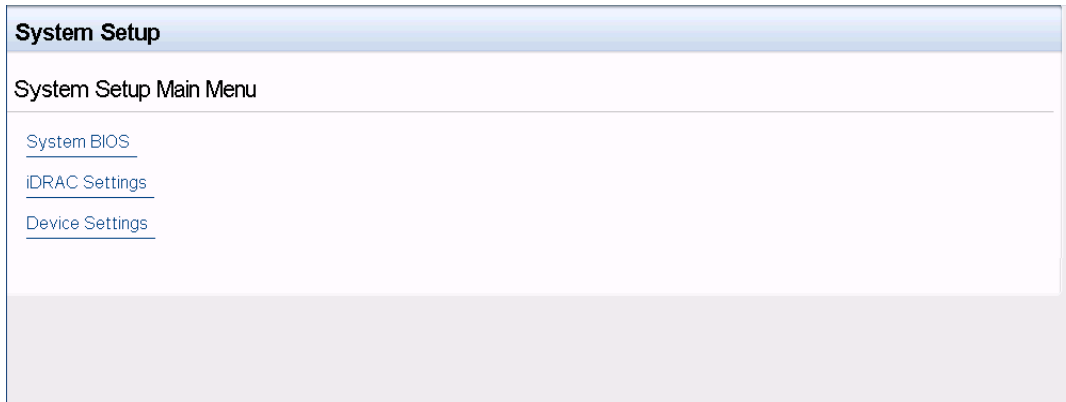 System Setup
System Setup Main Menu
System BIOS
iDRAC Settings
Device Settings